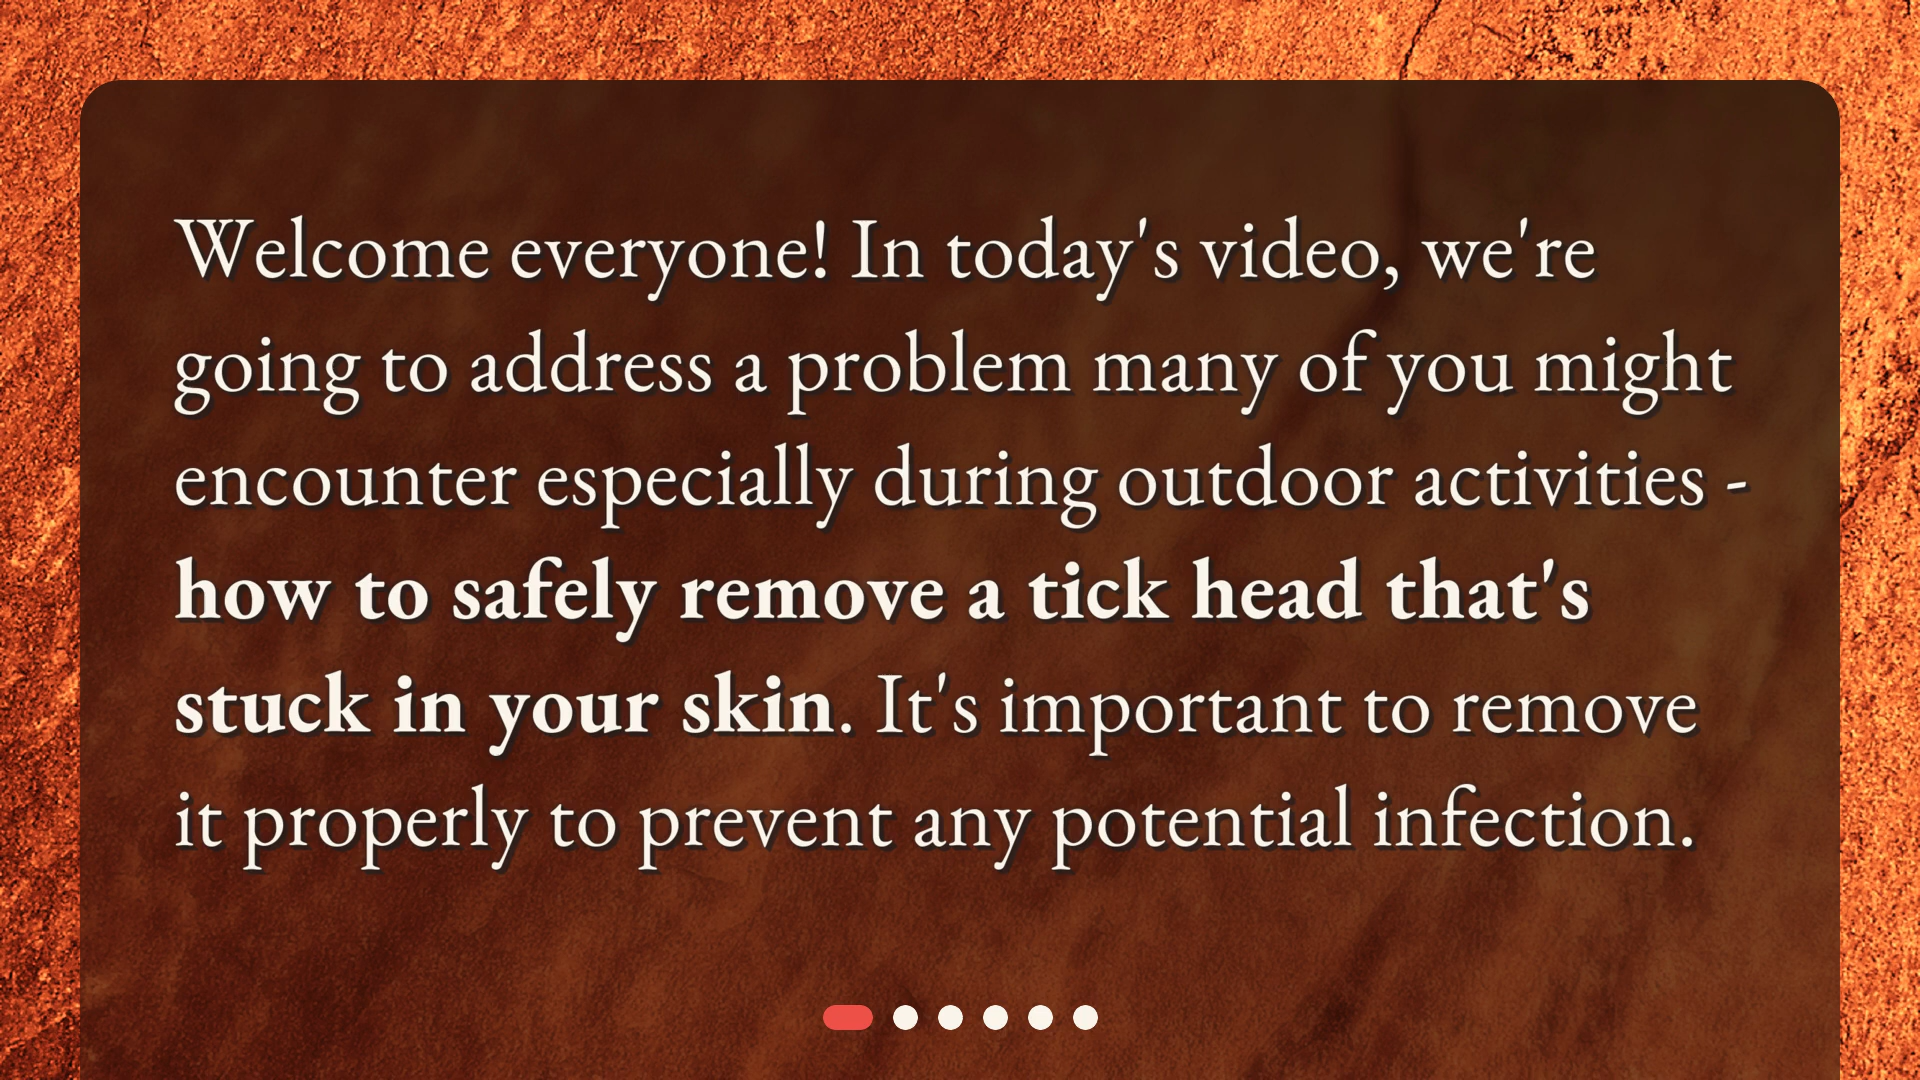 Welcome everyone! In today's video, we're
going to address a problem many of you might
encounter especially during outdoor activities -
how to safely remove a tick head that's
stuck in your skin. It's important to remove
it properly to prevent any potential infection.